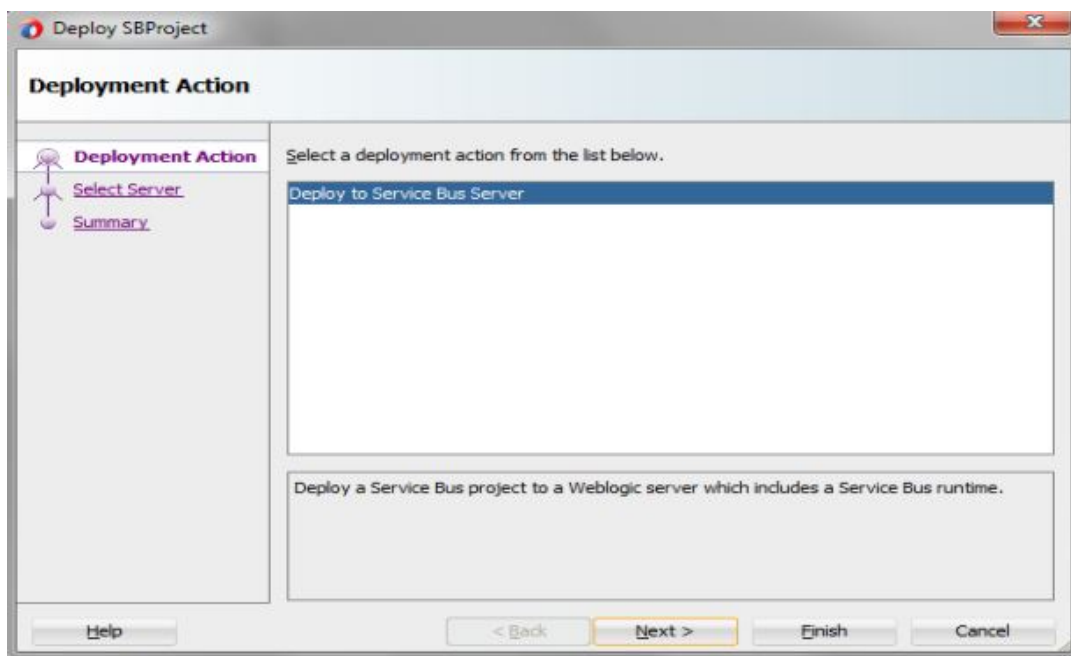 Deploy SBProject
Deployment Action
Deployment Action
Select Server
Summary
Select a deployment action from the list below.
Deploy to Service Bus Server
Deploy a Service Bus project to a Weblogic server which includes a Service Bus runtime.
Help
< Back
Next >
Finish
Cancel